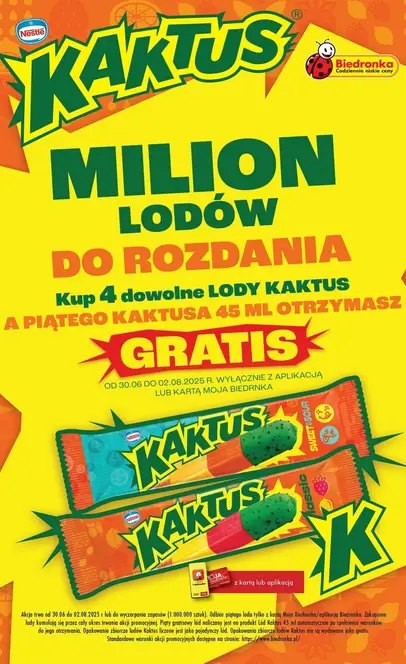 Nestlé
KAKTUS®
Biedronka
Codziennie niskie ceny
MILION
LODÓW
DO ROZDANIA
Kup 4 dowolne LODY KAKTUS
A PIĄTEGO KAKTUSA 45 ML OTRZYMASZ
GRATIS
OD 30.06 DO 02.08.2025 R. WYŁĄCZNIE Z APLIKACJĄ
LUB KARTĄ MOJA BIEDRNKA
KAKTUS
SWEET&SOUR
KAKTUS
classic
K
z kartą lub aplikacją
Akcja trwa od 30.06 do 02.08.2025 r lub do wyczerpania zapasów (1.000.000 sztuk). Odbiór piątego loda tylko z kartą Moja Biedronka/aplikacją Biedronka. Zakupione
lody kumulują się przez cały okres trwania akcji promocyjnej. Piąty gratisowy lód naliczany jest na produkt Lód Kaktus 45 ml automatycznie po spełnieniu warunków
do jego otrzymania. Opakowanie zbiorcze lodów Kaktus liczone jest jako pojedynczy lód. Opakowania zbiorcze lodów Kaktus nie są wydawane jako gratis.
Standardowe warunki akcji promocyjnych dostępne na stronie: https://www.biedronka.pl/